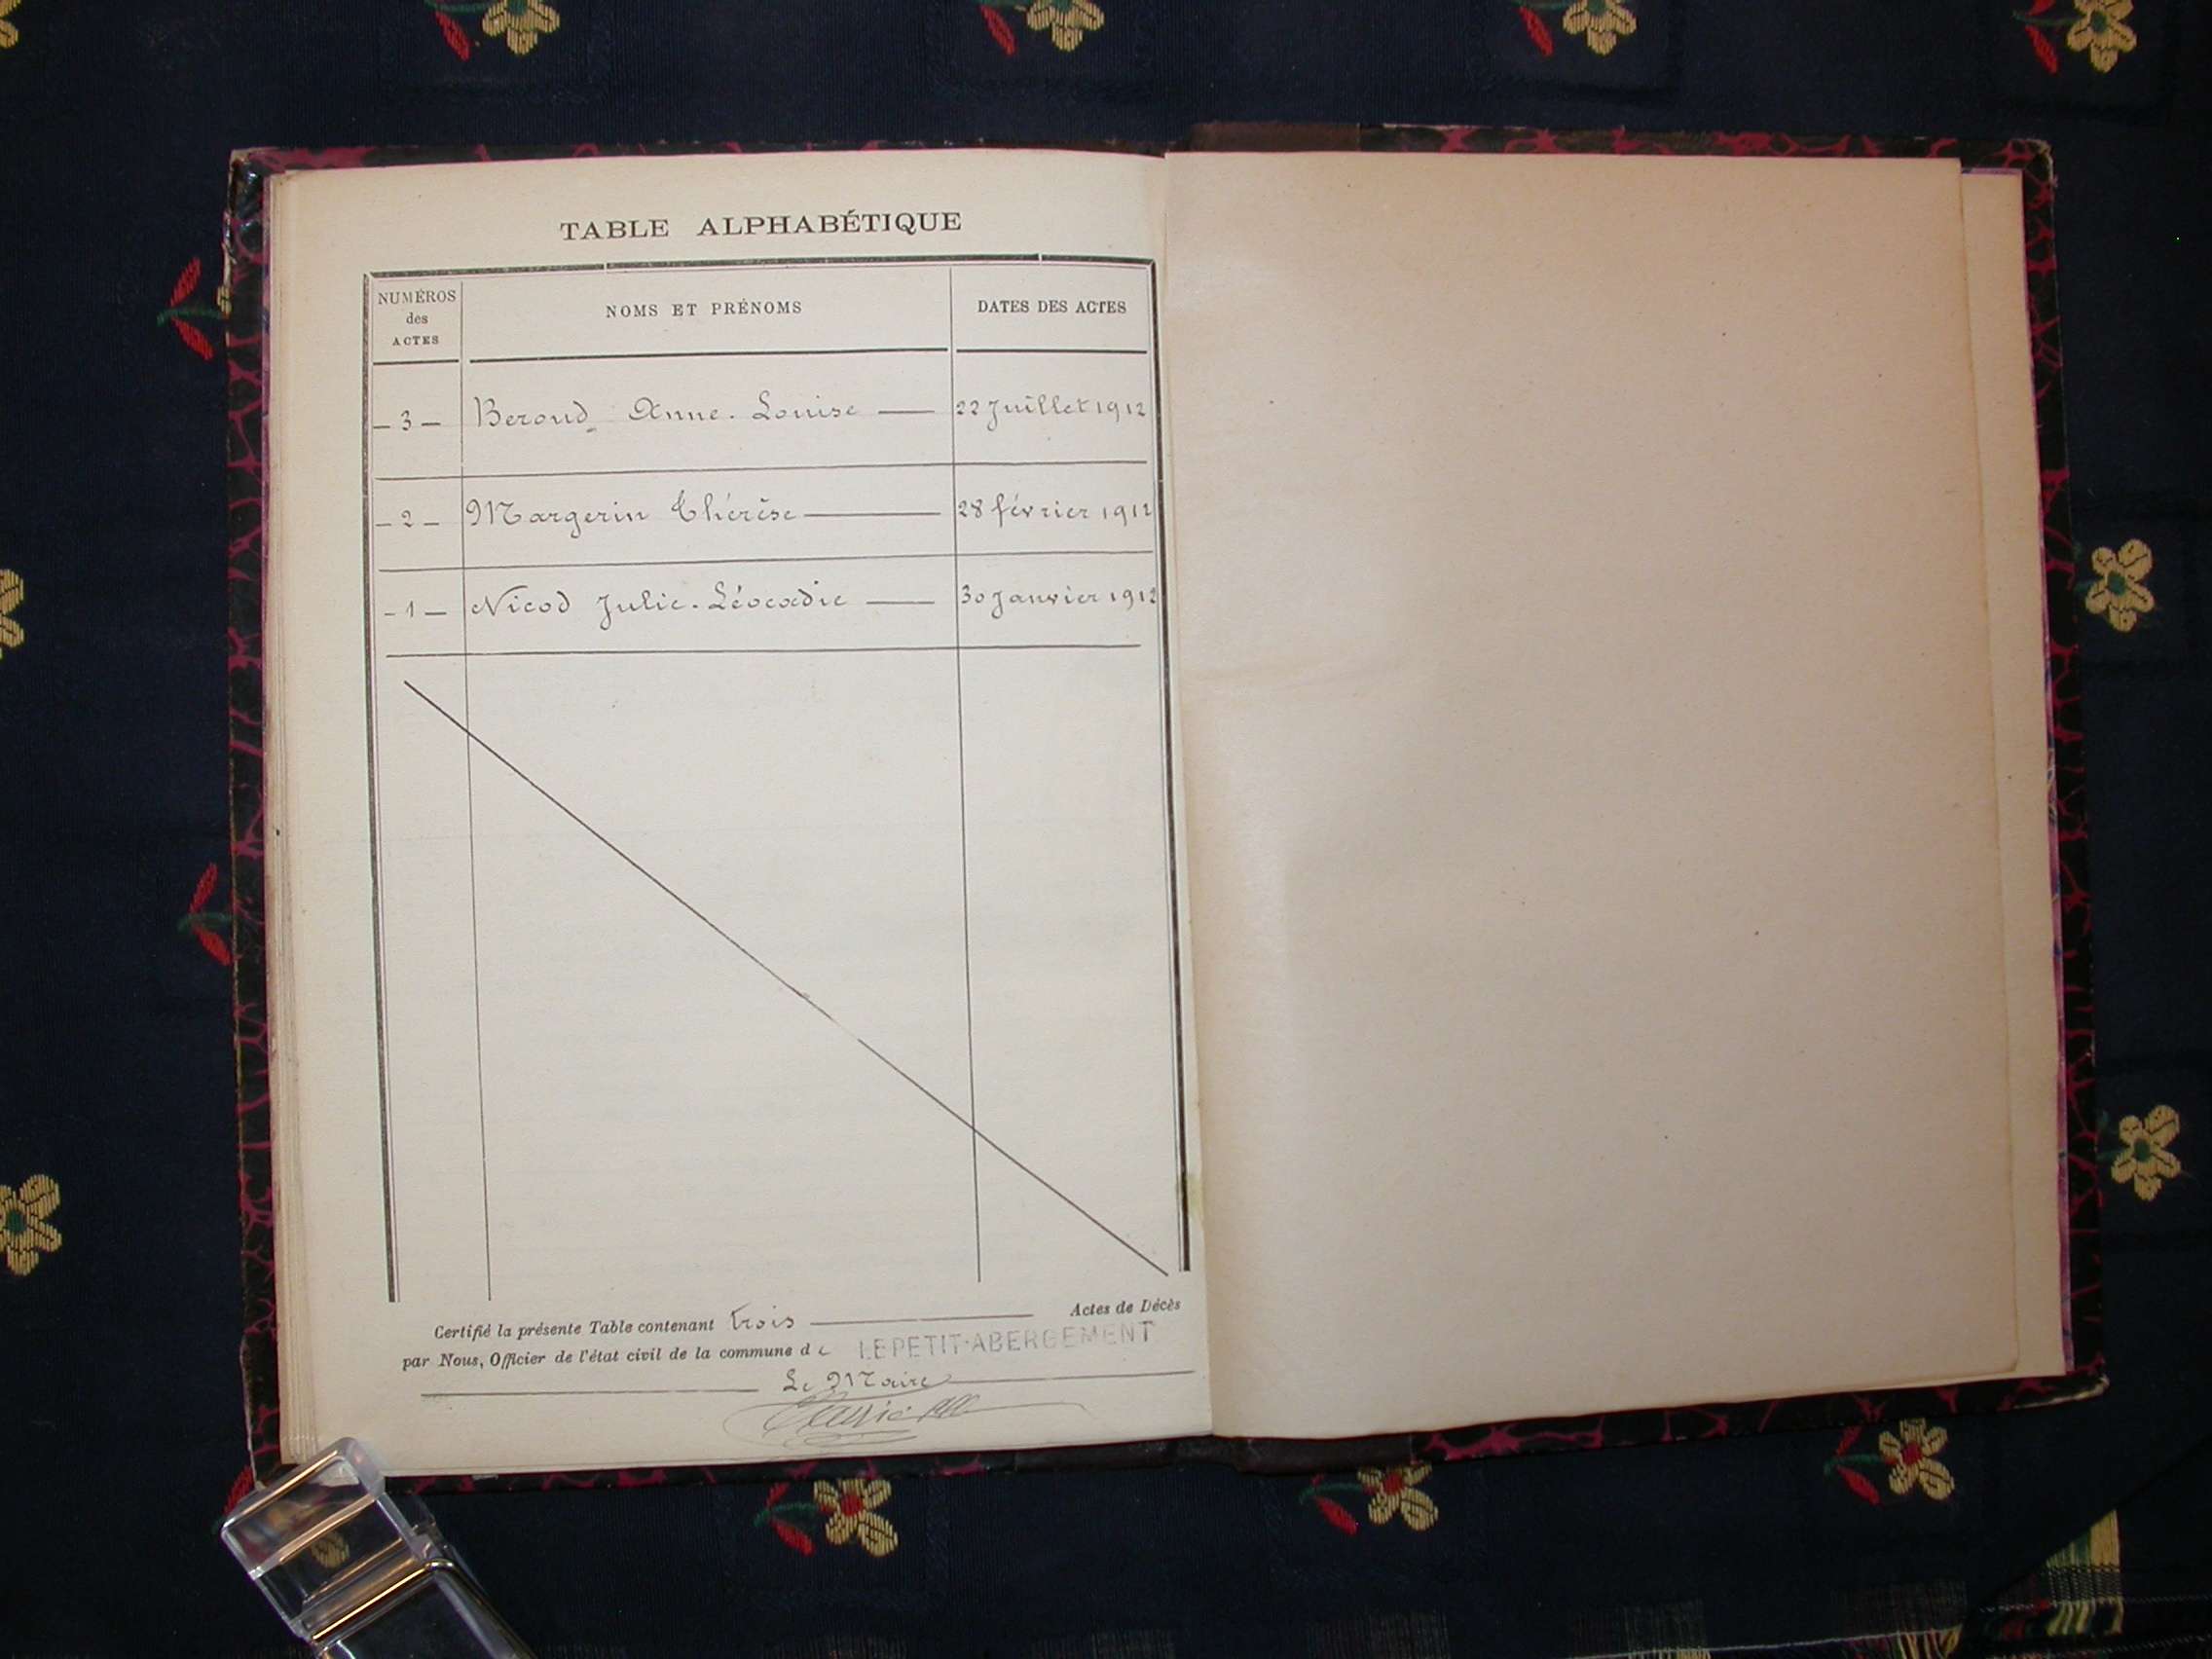 TABLE ALPHABÉTIQUE
NUMÉROS des ACTES
NOMS ET PRÉNOMS
DATES DES ACTES
- 3 - Beroud Anne-Louise — 22 Juillet 1912
- 2 - Margerin Thérèse — 28 février 1912
- 1 - Nicod Julie-Léocadie — 30 Janvier 1912
Certifié la présente Table contenant trois — Actes de Décès
par Nous, Officier de l'état civil de la commune de LE PETIT-ABERGEMENT
Le Maire